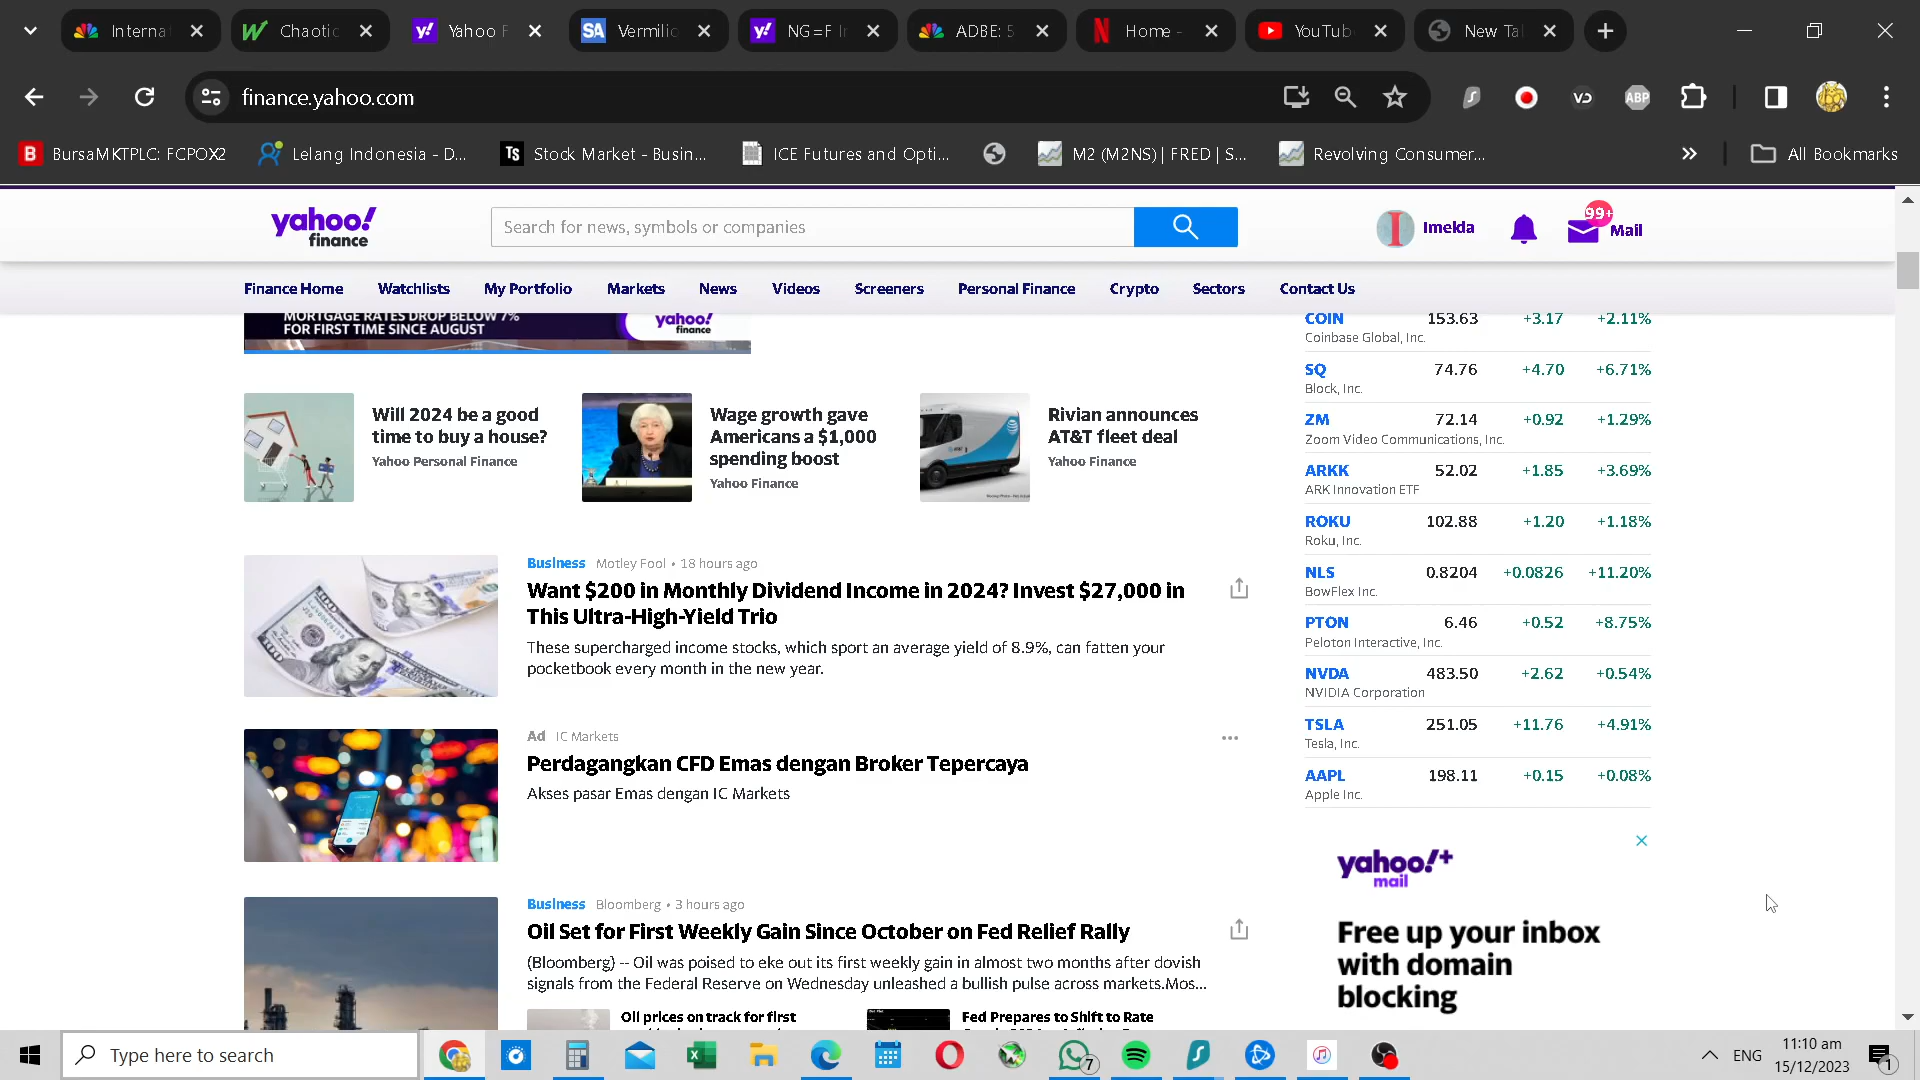 Interna
Chaotic
Yahoo F
SA
Vermilio
NG=F In
ADBE: 5
Home -
YouTub
New Ta
finance.yahoo.com
ABP
BursaMKTPLC: FCPOX2
Lelang Indonesia - D...
Ts Stock Market - Busin...
ICE Futures and Opti...
M2 (M2NS) | FRED | S...
Revolving Consumer...
All Bookmarks
yahoo!
finance
Search for news, symbols or companies
Imelda
99+
Mail
Finance Home Watchlists My Portfolio Markets News Videos Screeners Personal Finance Crypto Sectors Contact Us
MORTGAGE RATES DROP BELOW 7%
FOR FIRST TIME SINCE AUGUST
yahoo!
finance
Will 2024 be a good
time to buy a house?
Yahoo Personal Finance
Wage growth gave
Americans a $1,000
spending boost
Yahoo Finance
Rivian announces
AT&T fleet deal
Yahoo Finance
Business Motley Fool • 18 hours ago
Want $200 in Monthly Dividend Income in 2024? Invest $27,000 in
This Ultra-High-Yield Trio
These supercharged income stocks, which sport an average yield of 8.9%, can fatten your
pocketbook every month in the new year.
Ad IC Markets
Perdagangkan CFD Emas dengan Broker Tepercaya
Akses pasar Emas dengan IC Markets
Business Bloomberg • 3 hours ago
Oil Set for First Weekly Gain Since October on Fed Relief Rally
(Bloomberg) -- Oil was poised to eke out its first weekly gain in almost two months after dovish
signals from the Federal Reserve on Wednesday unleashed a bullish pulse across markets.Mos...
Oil prices on track for first
Fed Prepares to Shift to Rate
COIN 153.63 +3.17 +2.11%
Coinbase Global, Inc.
SQ 74.76 +4.70 +6.71%
Block, Inc.
ZM 72.14 +0.92 +1.29%
Zoom Video Communications, Inc.
ARKK 52.02 +1.85 +3.69%
ARK Innovation ETF
ROKU 102.88 +1.20 +1.18%
Roku, Inc.
NLS 0.8204 +0.0826 +11.20%
BowFlex Inc.
PTON 6.46 +0.52 +8.75%
Peloton Interactive, Inc.
NVDA 483.50 +2.62 +0.54%
NVIDIA Corporation
TSLA 251.05 +11.76 +4.91%
Tesla, Inc.
AAPL 198.11 +0.15 +0.08%
Apple Inc.
yahoo!+
mail
Free up your inbox
with domain
blocking
Type here to search
7
ENG
11:10 am
15/12/2023
1